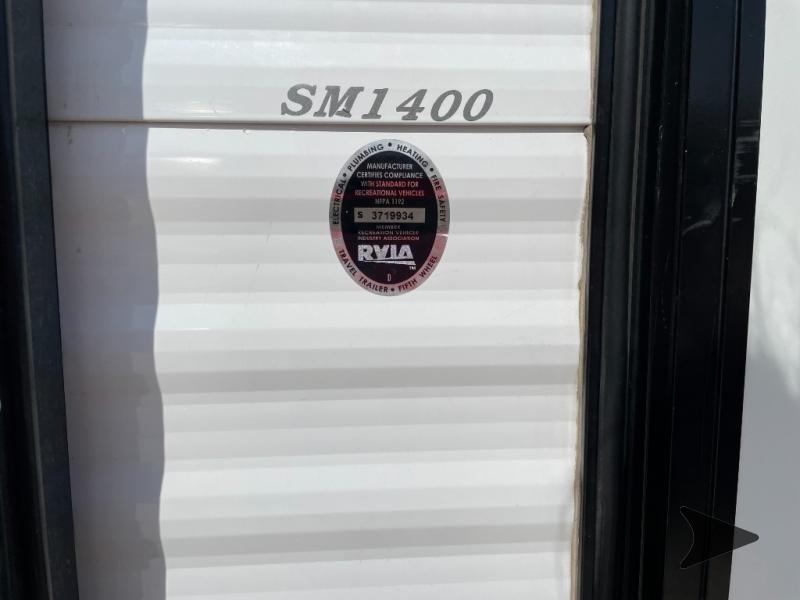 SM1400
ELECTRICAL • PLUMBING • HEATING • FIRE SAFETY
MANUFACTURER
CERTIFIES COMPLIANCE
WITH STANDARD FOR
RECREATIONAL VEHICLES
NFPA 1192
S 3719934
MEMBER
RECREATION VEHICLE
INDUSTRY ASSOCIATION
RVIA™
D
TRAVEL TRAILER • FIFTH WHEEL